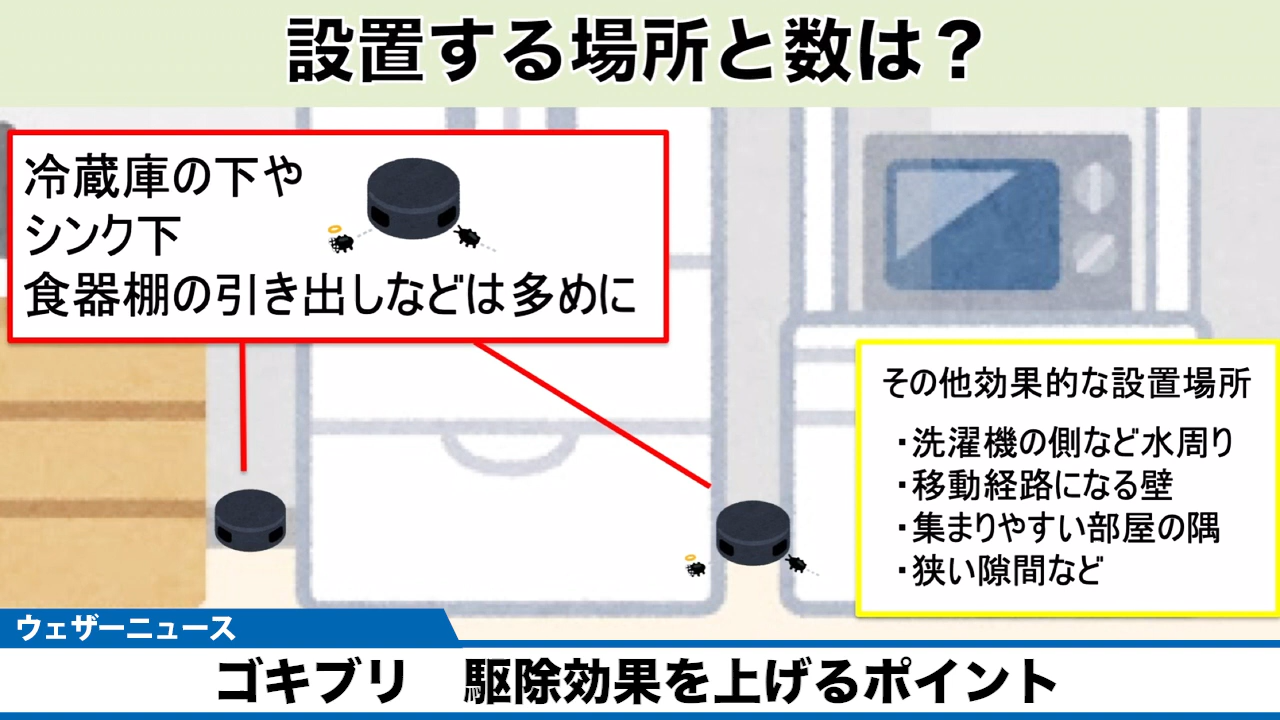 設置する場所と数は？
冷蔵庫の下や
シンク下
食器棚の引き出しなどは多めに
その他効果的な設置場所
・洗濯機の側など水周り
・移動経路になる壁
・集まりやすい部屋の隅
・狭い隙間など
ウェザーニュース
ゴキブリ　駆除効果を上げるポイント